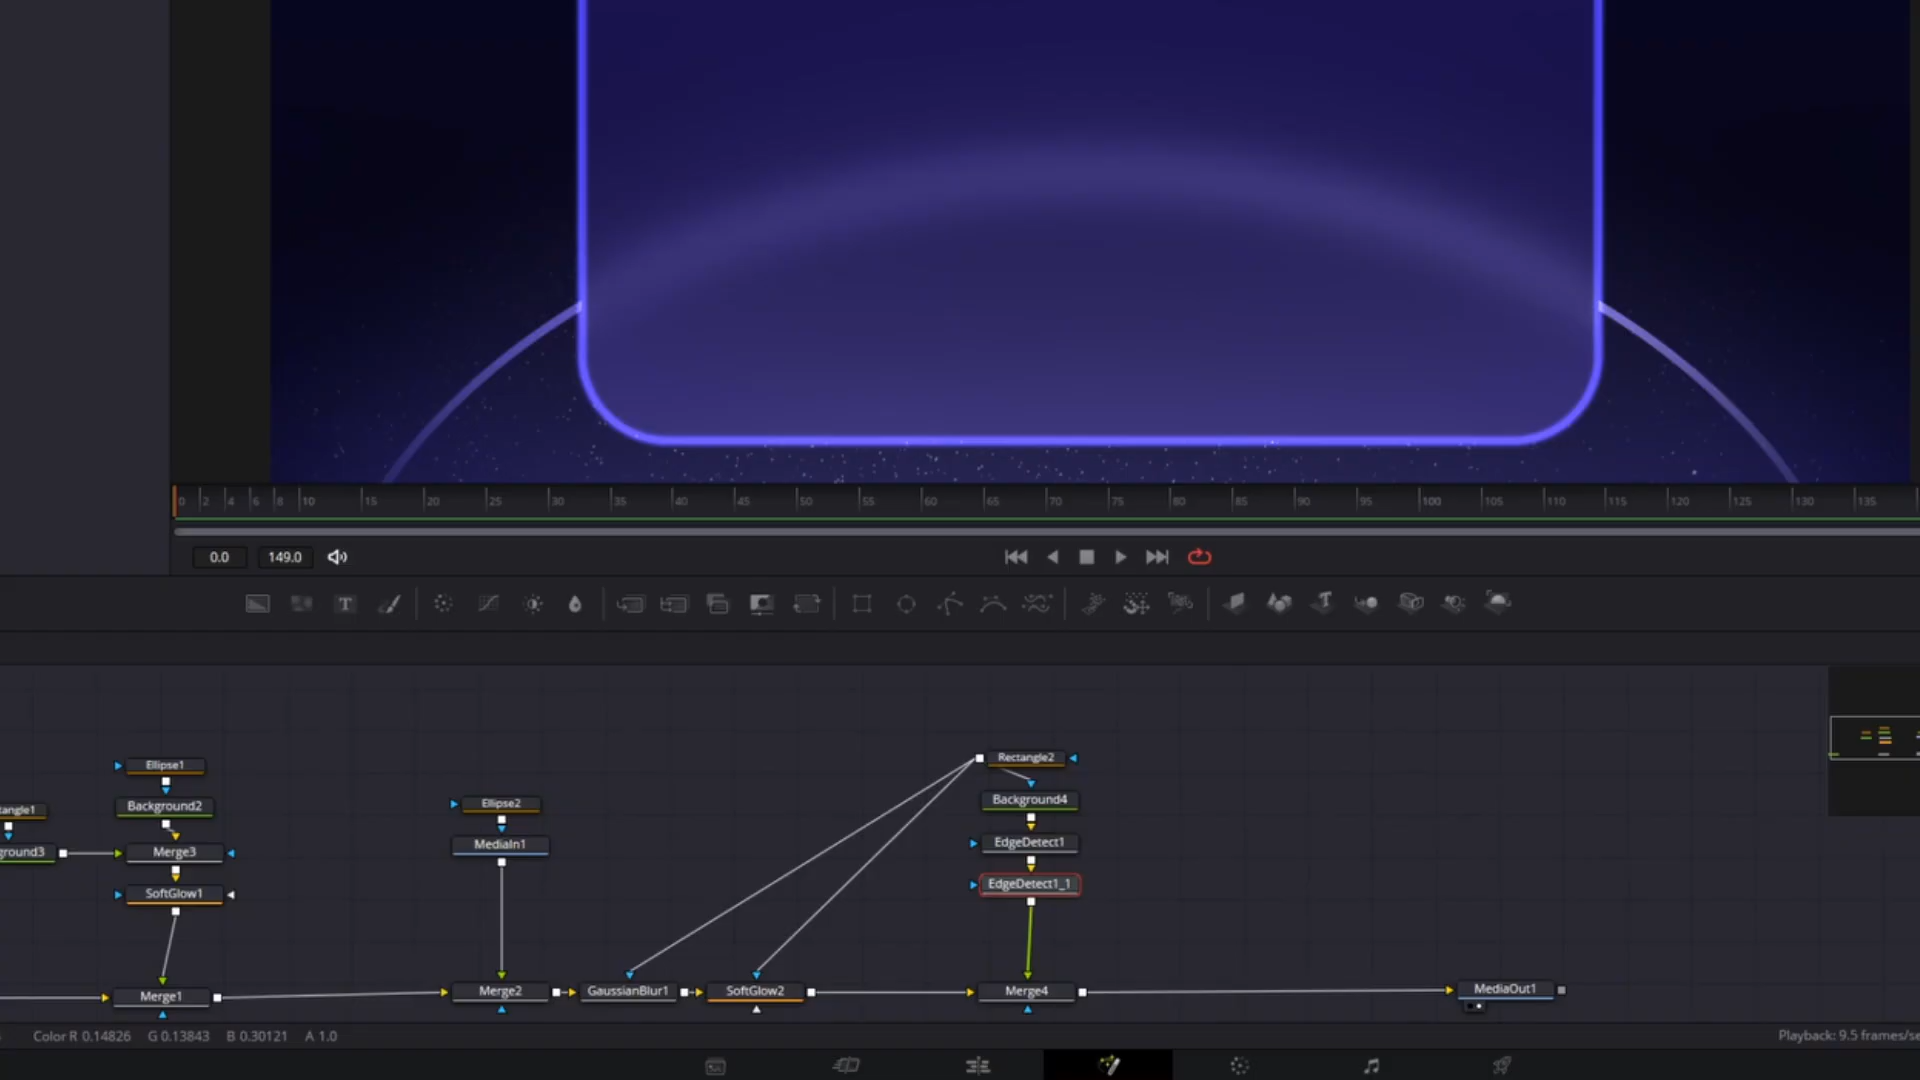 0 2 4 6 8 10 15 20 25 30 35 40 45 50 55 60 65 70 75 80 85 90 95 100 105 110 115 120 125 130 135
0.0 149.0
T
Rectangle2
Ellipse1
Background4
Ellipse2
Background2
tangle1
EdgeDetect1
MediaIn1
ground3
Merge3
EdgeDetect1_1
SoftGlow1
Merge1
Merge2
GaussianBlur1
SoftGlow2
Merge4
MediaOut1
Color R 0.14826 G 0.13843 B 0.30121 A 1.0
Playback: 9.5 frames/se